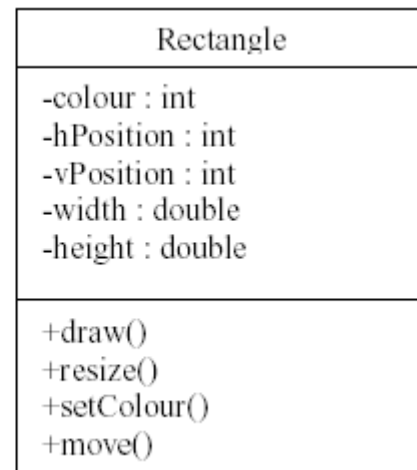 Rectangle
-colour : int
-hPosition : int
-vPosition : int
-width : double
-height : double
+draw()
+resize()
+setColour()
+move()